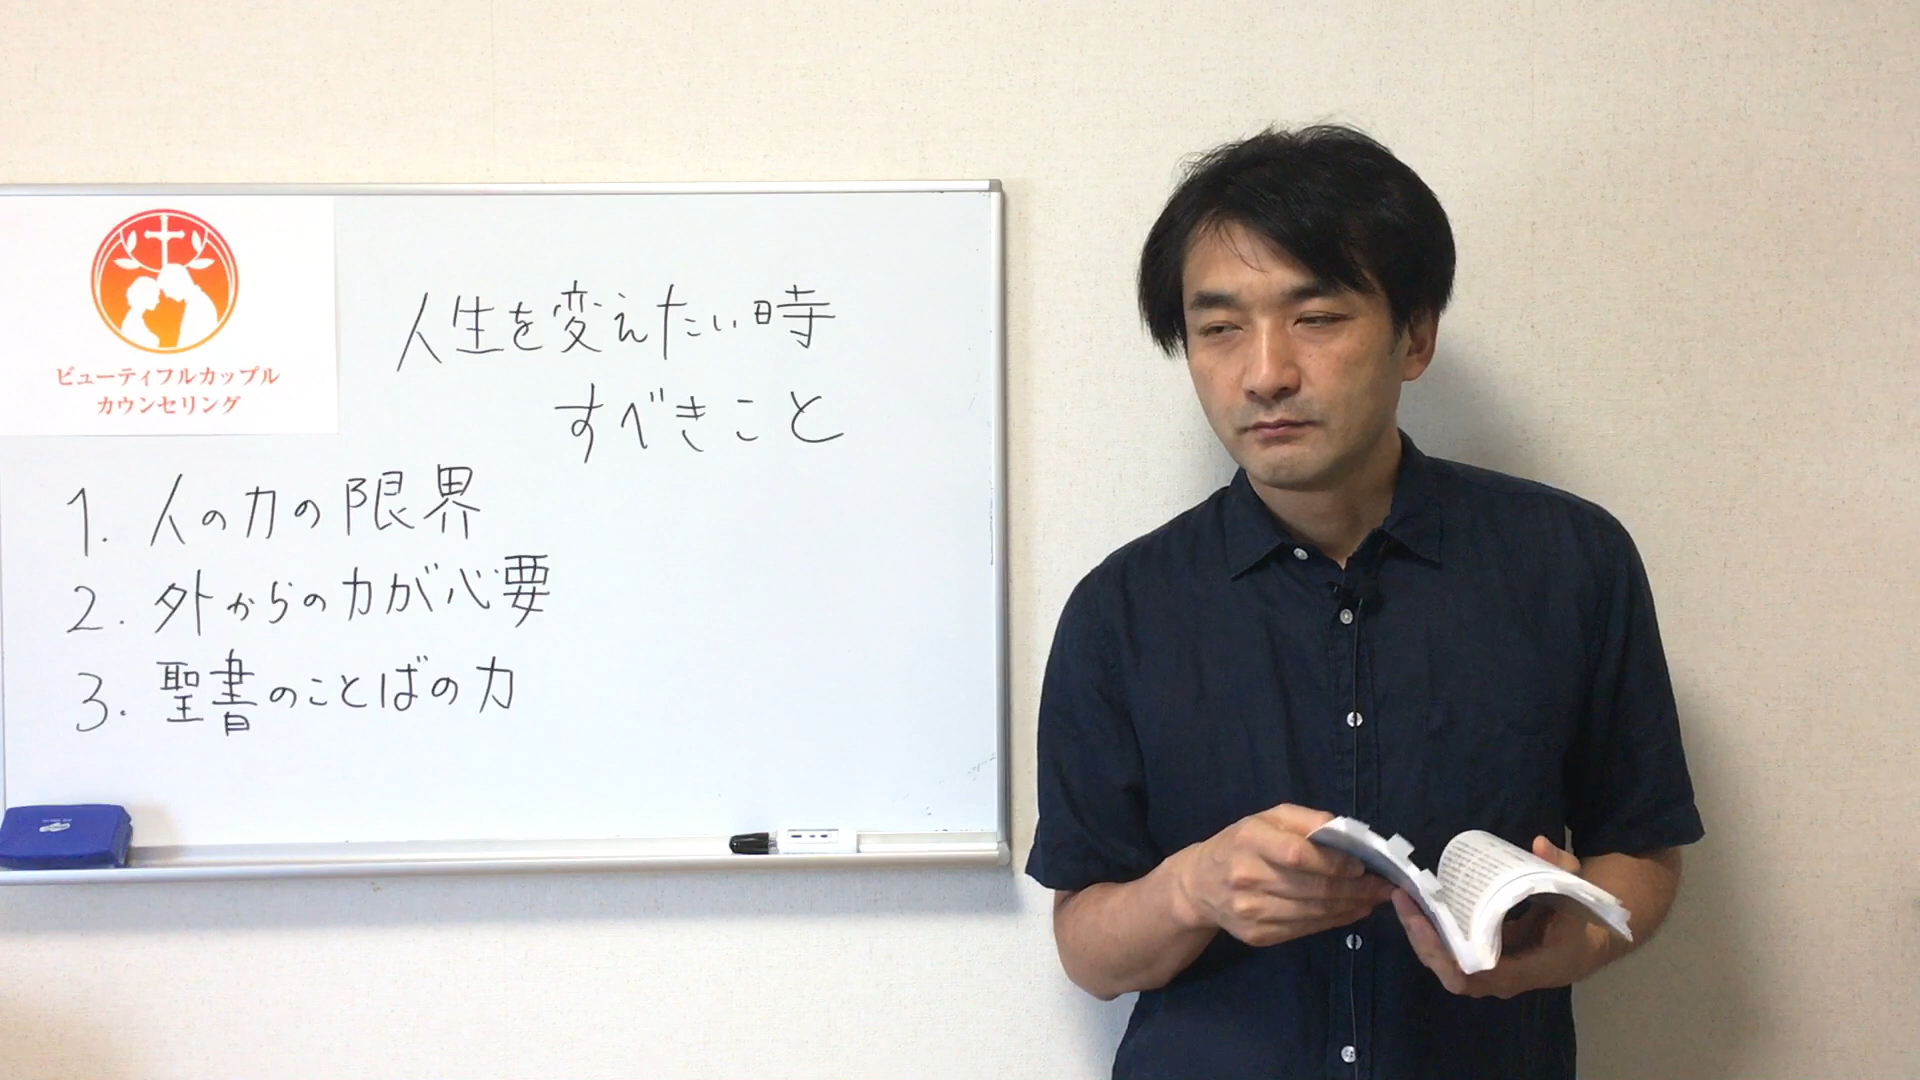 ビューティフルカップル
カウンセリング
人生を変えたい時
すべきこと
1. 人の力の限界
2. 外からの力が必要
3. 聖書のことばの力